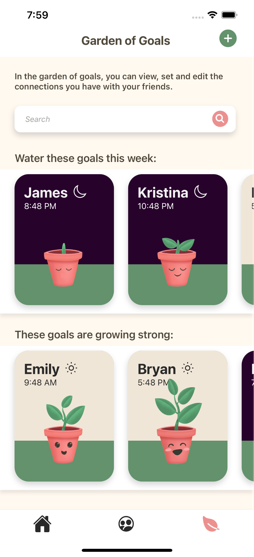 7:59
Garden of Goals
In the garden of goals, you can view, set and edit the
connections you have with your friends.
Search
Water these goals this week:
James
8:48 PM
Kristina
10:48 PM
These goals are growing strong:
Emily
9:48 AM
Bryan
5:48 PM